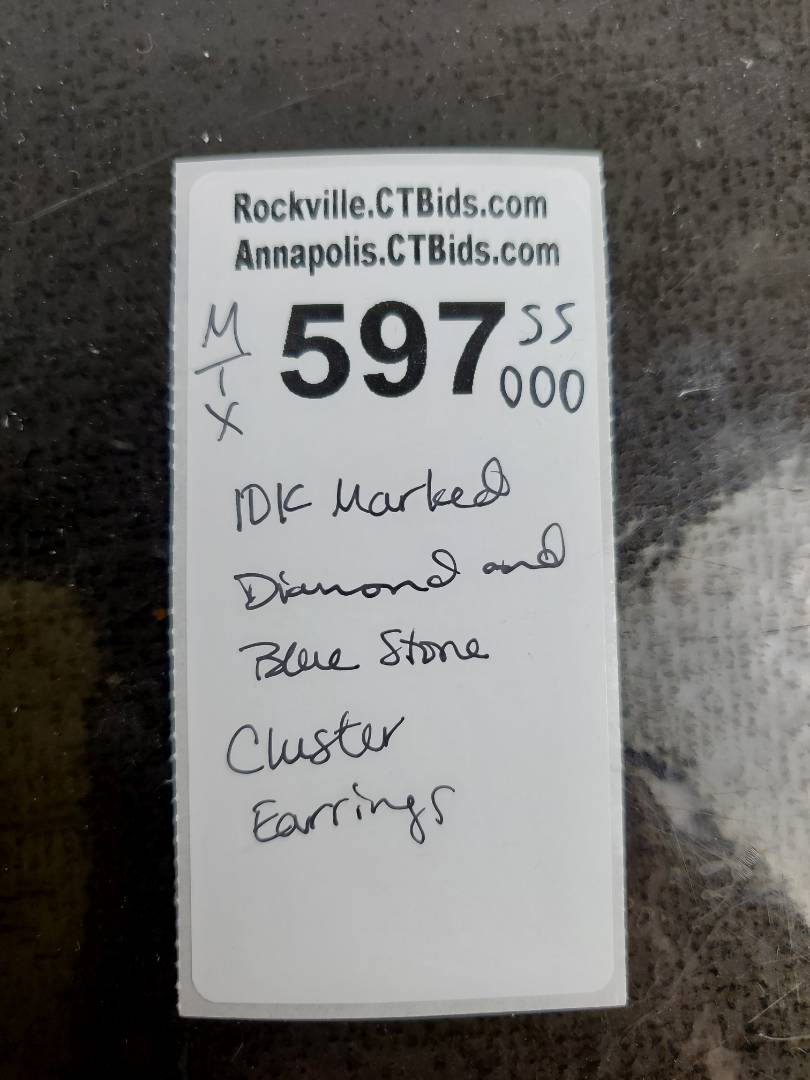 Rockville.CTBids.com
Annapolis.CTBids.com
M 597 SS
T 000
X
10K Marked
Diamond and
Blue Stone
Cluster
Earrings